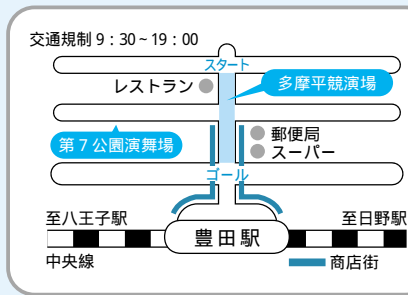 交通規制 9：30～19：00
スタート
レストラン
多摩平競演場
第7公園演舞場
郵便局
スーパー
ゴール
至八王子駅
至日野駅
豊田駅
中央線
商店街